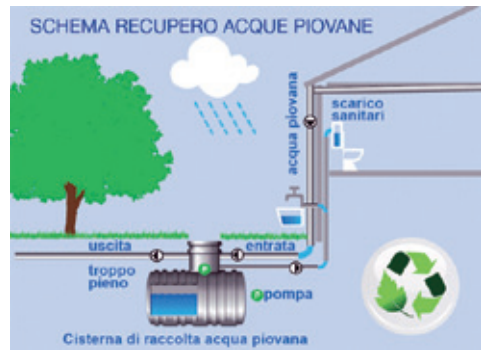 SCHEMA RECUPERO ACQUE PIOVANE
acqua piovana
scarico
sanitari
uscita
entrata
troppo
pieno
P
P pompa
Cisterna di raccolta acqua piovana